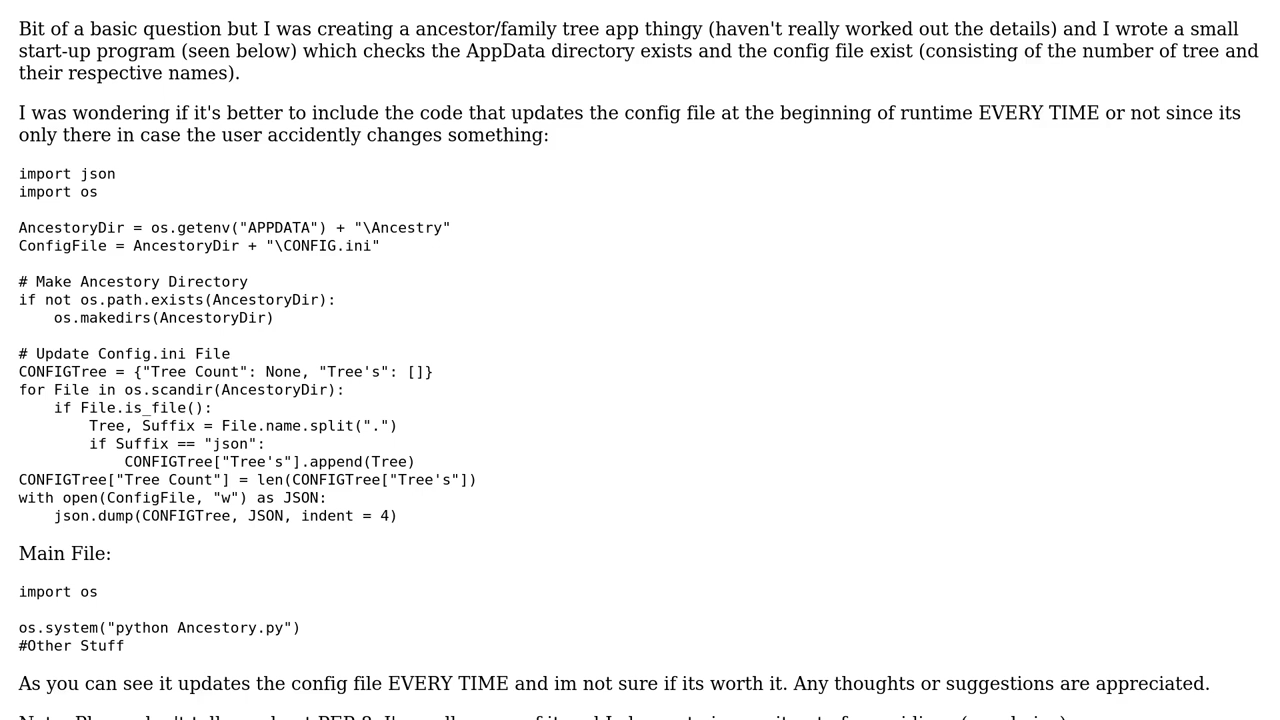 Bit of a basic question but I was creating a ancestor/family tree app thingy (haven't really worked out the details) and I wrote a small
start-up program (seen below) which checks the AppData directory exists and the config file exist (consisting of the number of tree and
their respective names).
I was wondering if it's better to include the code that updates the config file at the beginning of runtime EVERY TIME or not since its
only there in case the user accidently changes something:
import json
import os
AncestoryDir = os.getenv("APPDATA") + "\Ancestry"
ConfigFile = AncestoryDir + "\CONFIG.ini"
# Make Ancestory Directory
if not os.path.exists(AncestoryDir):
    os.makedirs(AncestoryDir)
# Update Config.ini File
CONFIGTree = {"Tree Count": None, "Tree's": []}
for File in os.scandir(AncestoryDir):
    if File.is_file():
        Tree, Suffix = File.name.split(".")
        if Suffix == "json":
            CONFIGTree["Tree's"].append(Tree)
CONFIGTree["Tree Count"] = len(CONFIGTree["Tree's"])
with open(ConfigFile, "w") as JSON:
    json.dump(CONFIGTree, JSON, indent = 4)
Main File:
import os
os.system("python Ancestory.py")
#Other Stuff
As you can see it updates the config file EVERY TIME and im not sure if its worth it. Any thoughts or suggestions are appreciated.